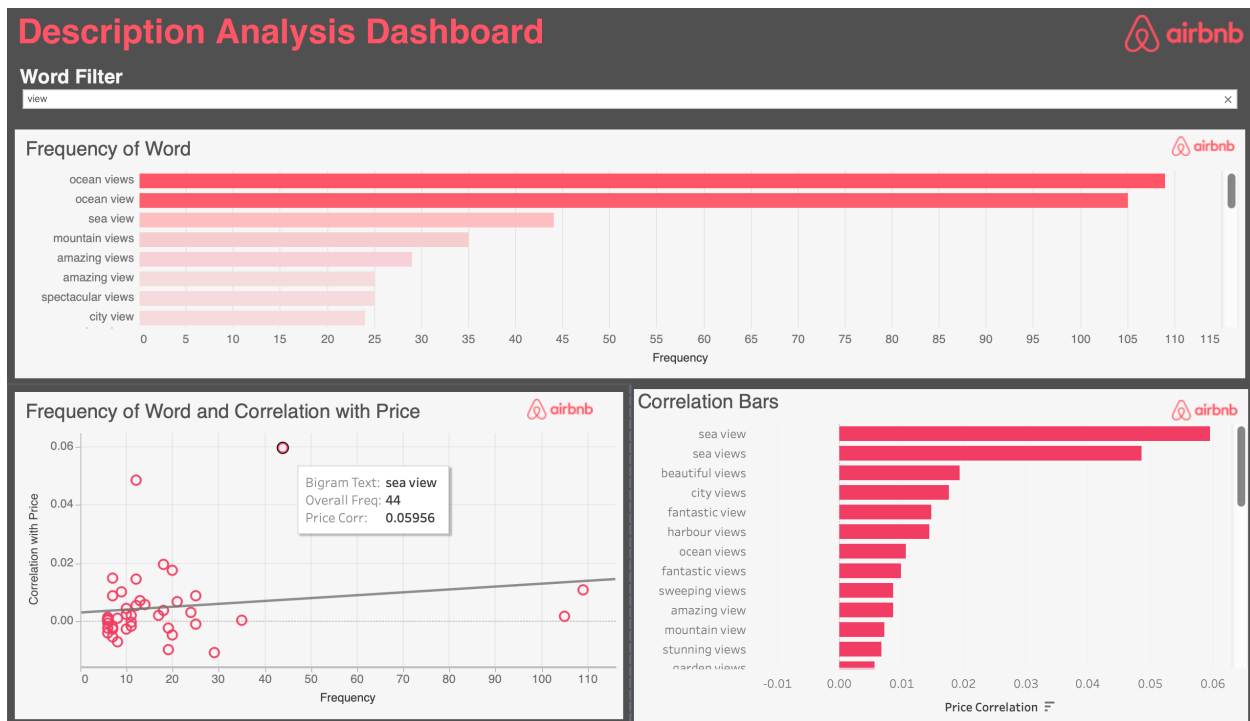 Description Analysis Dashboard
airbnb
Word Filter
view
Frequency of Word
airbnb
ocean views
ocean view
sea view
mountain views
amazing views
amazing view
spectacular views
city view
0 5 10 15 20 25 30 35 40 45 50 55 60 65 70 75 80 85 90 95 100 105 110 115
Frequency
Frequency of Word and Correlation with Price
airbnb
0.06
0.04
0.02
0.00
Correlation with Price
Bigram Text: sea view
Overall Freq: 44
Price Corr: 0.05956
0 10 20 30 40 50 60 70 80 90 100 110
Frequency
Correlation Bars
airbnb
sea view
sea views
beautiful views
city views
fantastic view
harbour views
ocean views
fantastic views
sweeping views
amazing view
mountain view
stunning views
garden views
-0.01 0.00 0.01 0.02 0.03 0.04 0.05 0.06
Price Correlation